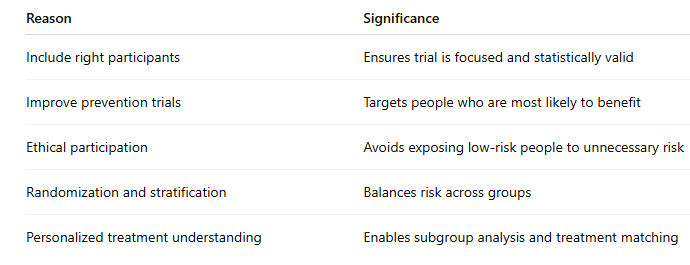 Reason Significance
Include right participants Ensures trial is focused and statistically valid
Improve prevention trials Targets people who are most likely to benefit
Ethical participation Avoids exposing low-risk people to unnecessary risk
Randomization and stratification Balances risk across groups
Personalized treatment understanding Enables subgroup analysis and treatment matching